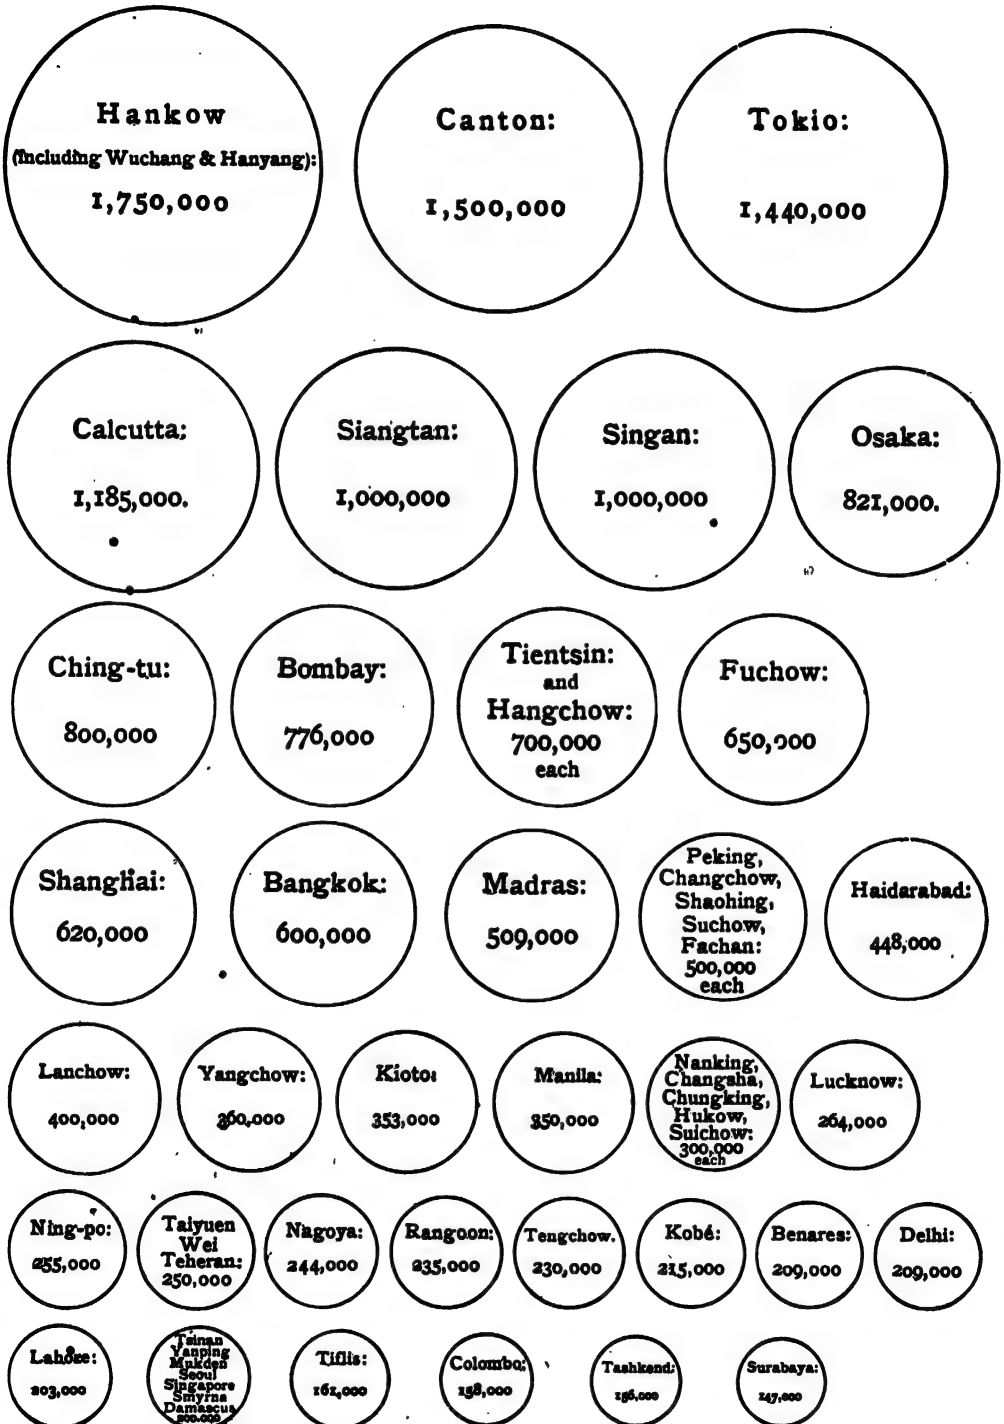 Hankow
(Including Wuchang & Hanyang):
1,750,000
Canton:
1,500,000
Tokio:
1,440,000
Calcutta:
1,185,000.
Siangtan:
1,000,000
Singan:
1,000,000
Osaka:
821,000.
Ching-tu:
800,000
Bombay:
776,000
Tientsin:
and
Hangchow:
700,000
each
Fuchow:
650,000
Shanghai:
620,000
Bangkok:
600,000
Madras:
509,000
Peking,
Changchow,
Shaohing,
Suchow,
Fachan:
500,000
each
Haidarabad:
448,000
Lanchow:
400,000
Yangchow:
360,000
Kioto:
353,000
Manila:
350,000
Nanking,
Changsha,
Chungking,
Hukow,
Suichow:
300,000
each
Lucknow:
264,000
Ning-po:
255,000
Taiyuen
Wei
Teheran:
250,000
Nagoya:
244,000
Rangoon:
235,000
Tengchow.
230,000
Kobé:
215,000
Benares:
209,000
Delhi:
209,000
Lahore:
203,000
Tsinan
Yanping
Mukden
Seoul
Singapore
Smyrna
Damascus
200,000
Tiflis:
161,000
Colombo:
158,000
Tashkend:
156,000
Surabaya:
147,000